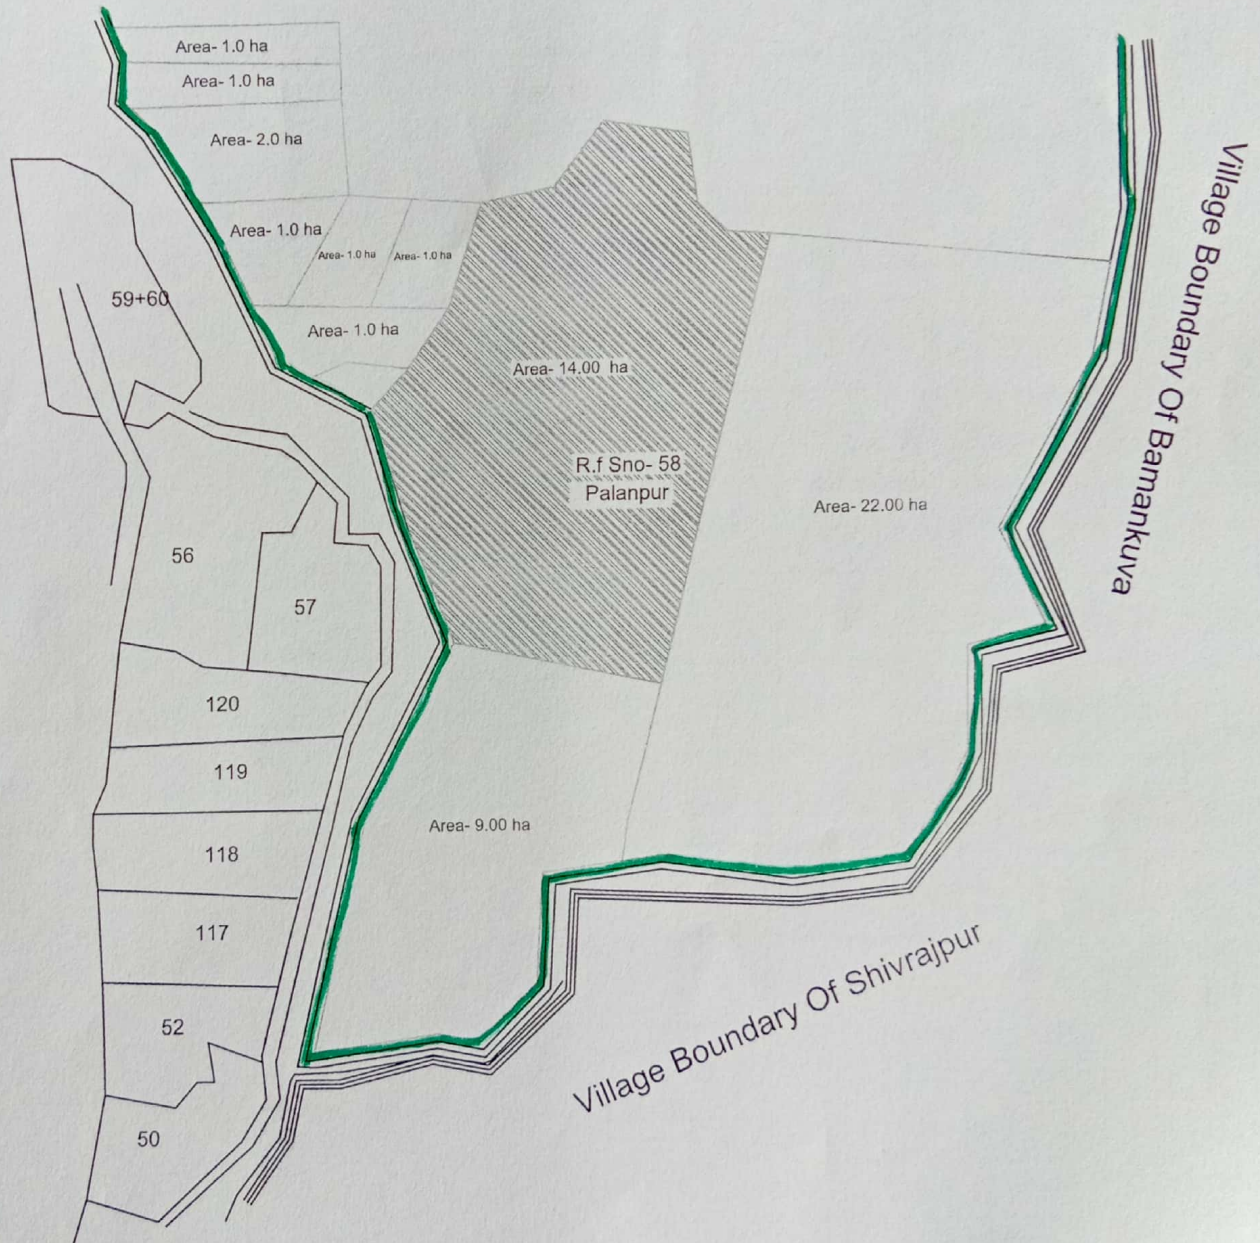 Area- 1.0 ha
Area- 1.0 ha
Area- 2.0 ha
Area- 1.0 ha
Area- 1.0 ha
Area- 1.0 ha
Area- 1.0 ha
59+60
Area- 14.00 ha
R.f Sno- 58
Palanpur
Area- 22.00 ha
Village Boundary Of Bamankuva
56
57
120
119
118
117
52
50
Area- 9.00 ha
Village Boundary Of Shivrajpur